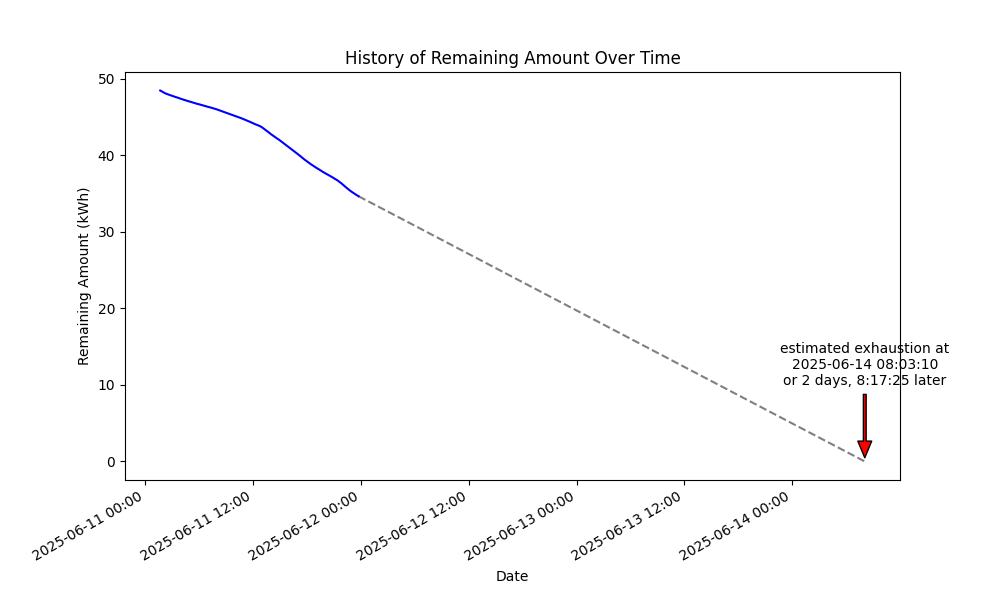 History of Remaining Amount Over Time
50
40
30
20
10
0
Remaining Amount (kWh)
estimated exhaustion at
2025-06-14 08:03:10
or 2 days, 8:17:25 later
2025-06-11 00:00
2025-06-11 12:00
2025-06-12 00:00
2025-06-12 12:00
2025-06-13 00:00
2025-06-13 12:00
2025-06-14 00:00
Date